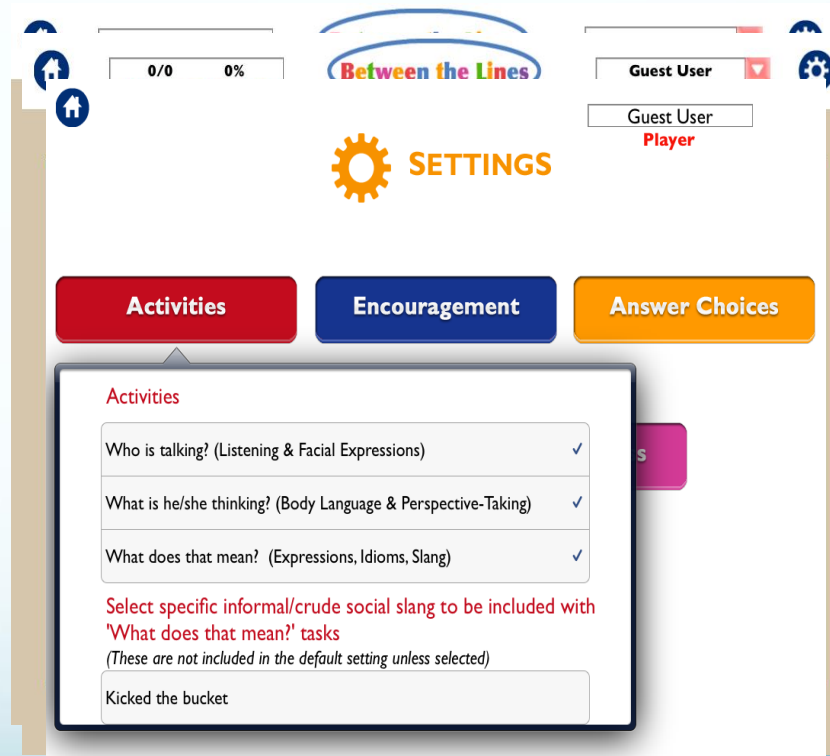 0/0 0% Between the Lines Guest User
Guest User
Player
SETTINGS
Activities Encouragement Answer Choices
Activities
Who is talking? (Listening & Facial Expressions) ✓
s
What is he/she thinking? (Body Language & Perspective-Taking) ✓
What does that mean? (Expressions, Idioms, Slang) ✓
Select specific informal/crude social slang to be included with
'What does that mean?' tasks
(These are not included in the default setting unless selected)
Kicked the bucket